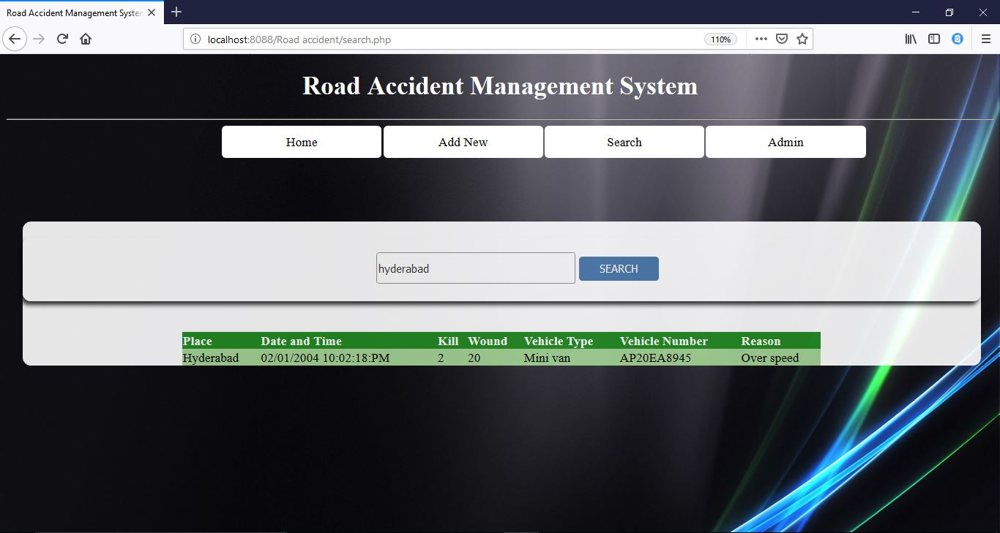 Road Accident Management System
localhost:8088/Road accident/search.php 110%
Road Accident Management System
Home Add New Search Admin
hyderabad SEARCH
Place Date and Time Kill Wound Vehicle Type Vehicle Number Reason
Hyderabad 02/01/2004 10:02:18:PM 2 20 Mini van AP20EA8945 Over speed